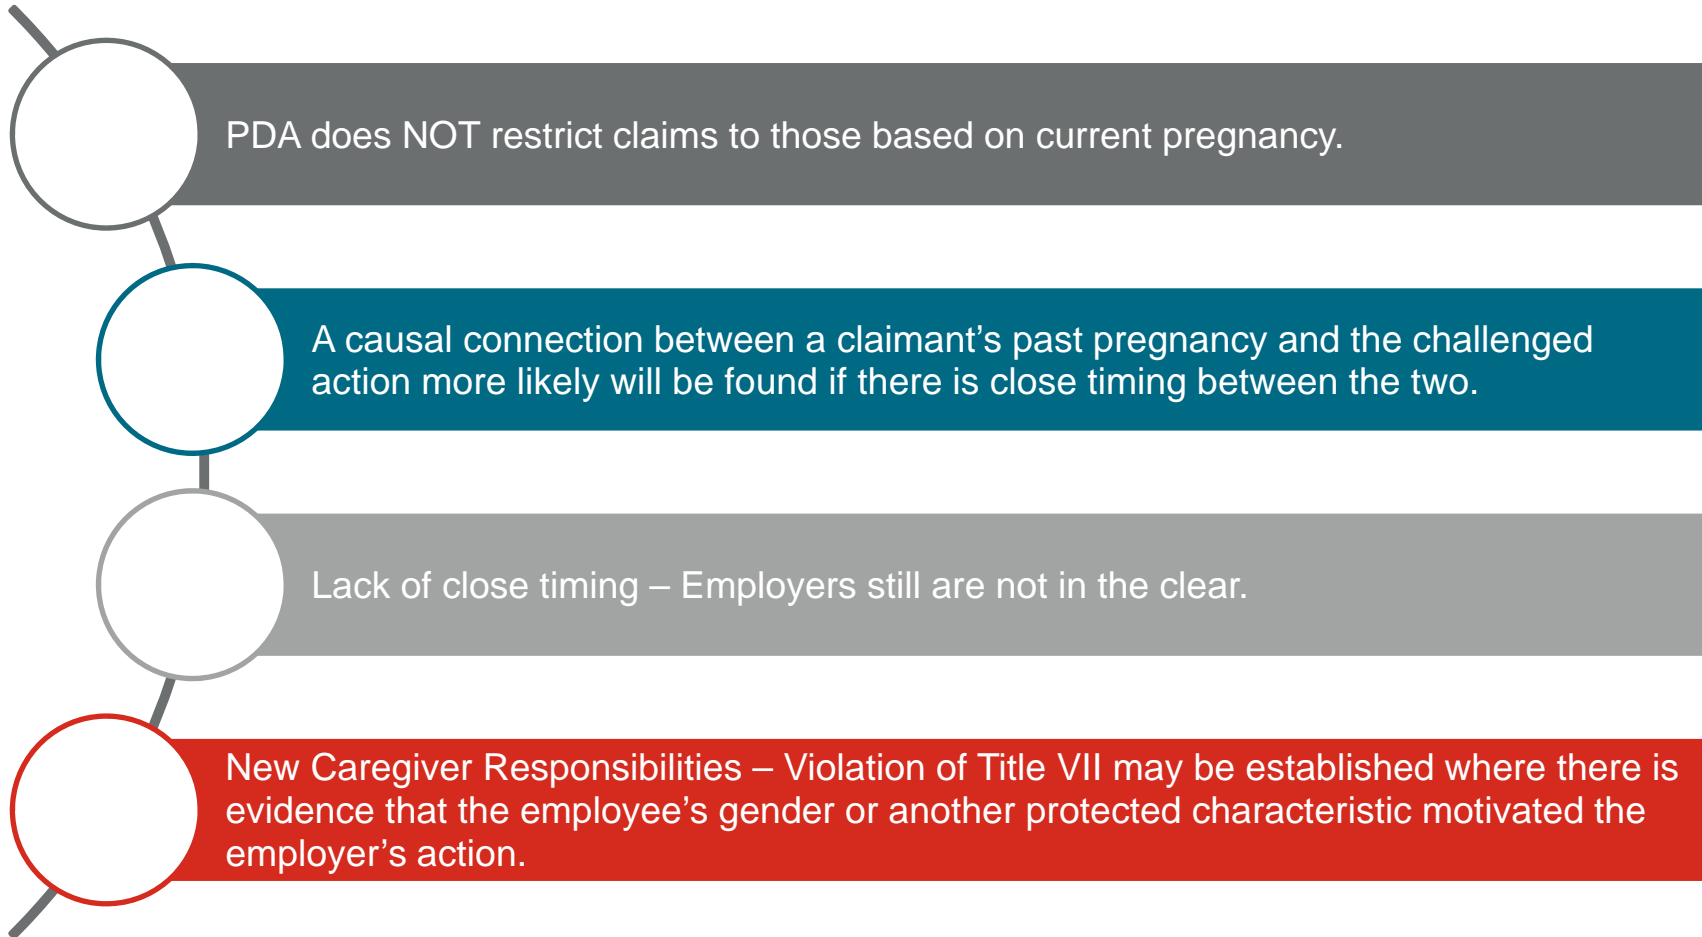 PDA does NOT restrict claims to those based on current pregnancy.
A causal connection between a claimant’s past pregnancy and the challenged
action more likely will be found if there is close timing between the two.
Lack of close timing – Employers still are not in the clear.
New Caregiver Responsibilities – Violation of Title VII may be established where there is
evidence that the employee’s gender or another protected characteristic motivated the
employer’s action.